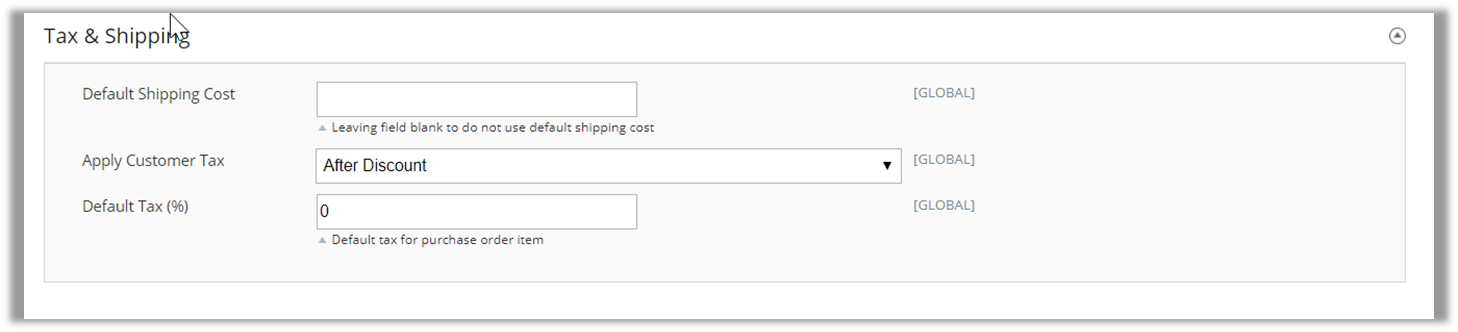 Tax & Shipping
Default Shipping Cost [GLOBAL]
Leaving field blank to do not use default shipping cost
Apply Customer Tax After Discount [GLOBAL]
Default Tax (%) 0 [GLOBAL]
Default tax for purchase order item